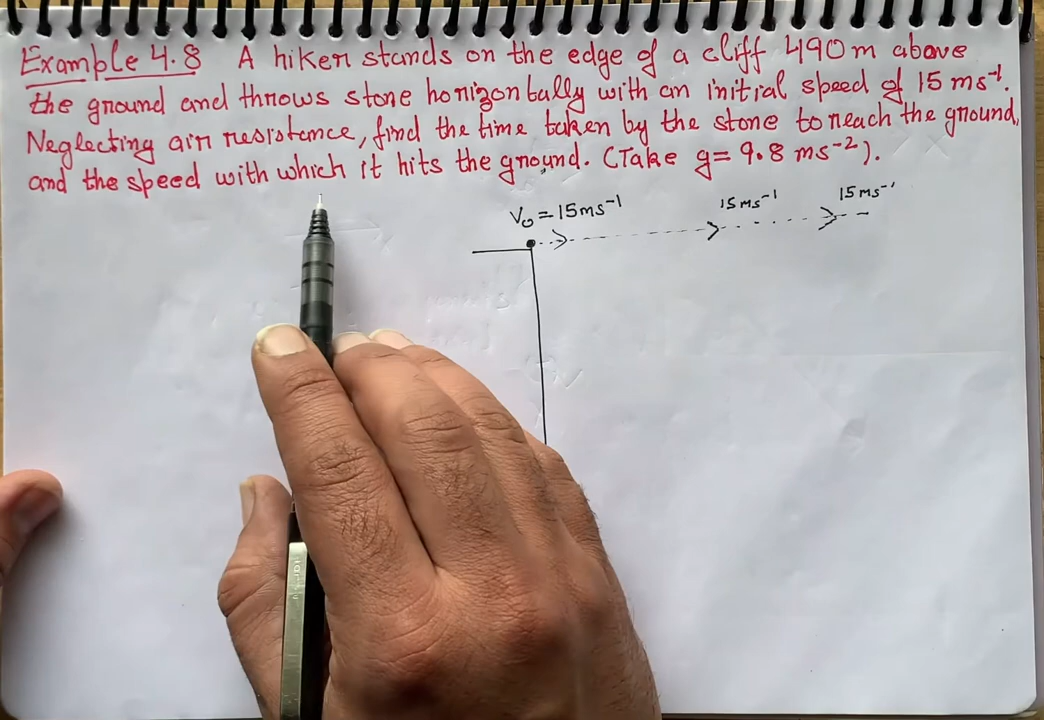 Example 4.8 A hiker stands on the edge of a cliff 490m above
the ground and throws stone horizontally with an initial speed of 15 ms⁻¹.
Neglecting air resistance, find the time taken by the stone to reach the ground,
and the speed with which it hits the ground. (Take g= 9.8 ms⁻²).
V₀ = 15ms⁻¹ 15ms⁻¹ 15ms⁻¹